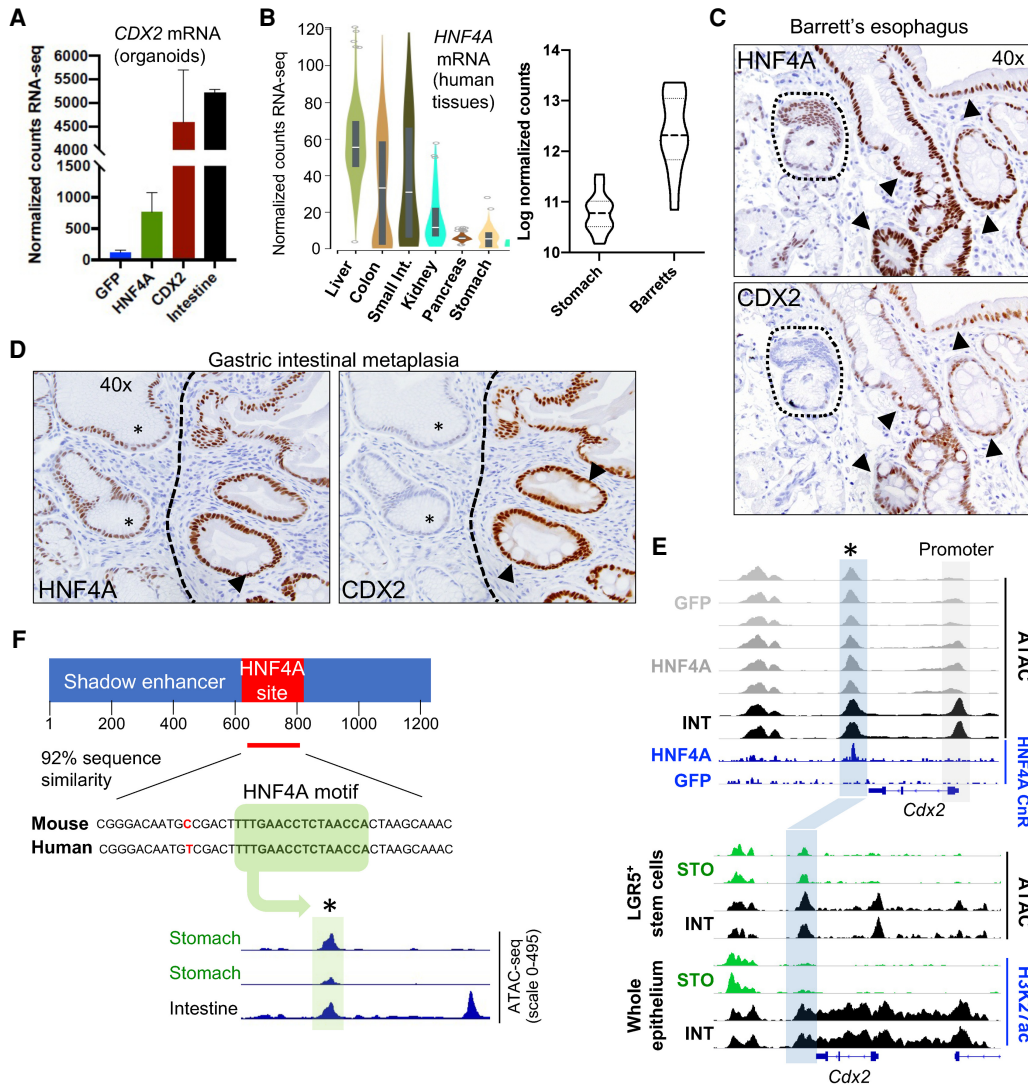 A
CDX2 mRNA
(organoids)
Normalized counts RNA-seq
6000
5500
5000
4500
4000
1500
1000
500
0
GFP
HNF4A
CDX2
Intestine
B
HNF4A
mRNA
(human
tissues)
Normalized counts RNA-seq
120
100
80
60
40
20
0
Liver
Colon
Small Int.
Kidney
Pancreas
Stomach
Log normalized counts
14
13
12
11
10
Stomach
Barretts
C
Barrett's esophagus
HNF4A
40x
CDX2
D
Gastric intestinal metaplasia
40x
*
*
HNF4A
*
*
CDX2
E
*
Promoter
GFP
HNF4A
INT
ATAC
HNF4A
GFP
HNF4A CnR
Cdx2
LGR5+
stem cells
STO
INT
ATAC
Whole
epithelium
STO
INT
H3K27ac
Cdx2
F
Shadow enhancer
HNF4A
site
1 200 400 600 800 1000 1200
92% sequence
similarity
HNF4A motif
Mouse CGGGACAATGCCGACTTTTGAACCTCTAACCACTAAGCAAAC
Human CGGGACAATGTCGACTTTTGAACCTCTAACCACTAAGCAAAC
*
Stomach
Stomach
Intestine
ATAC-seq
(scale 0-495)